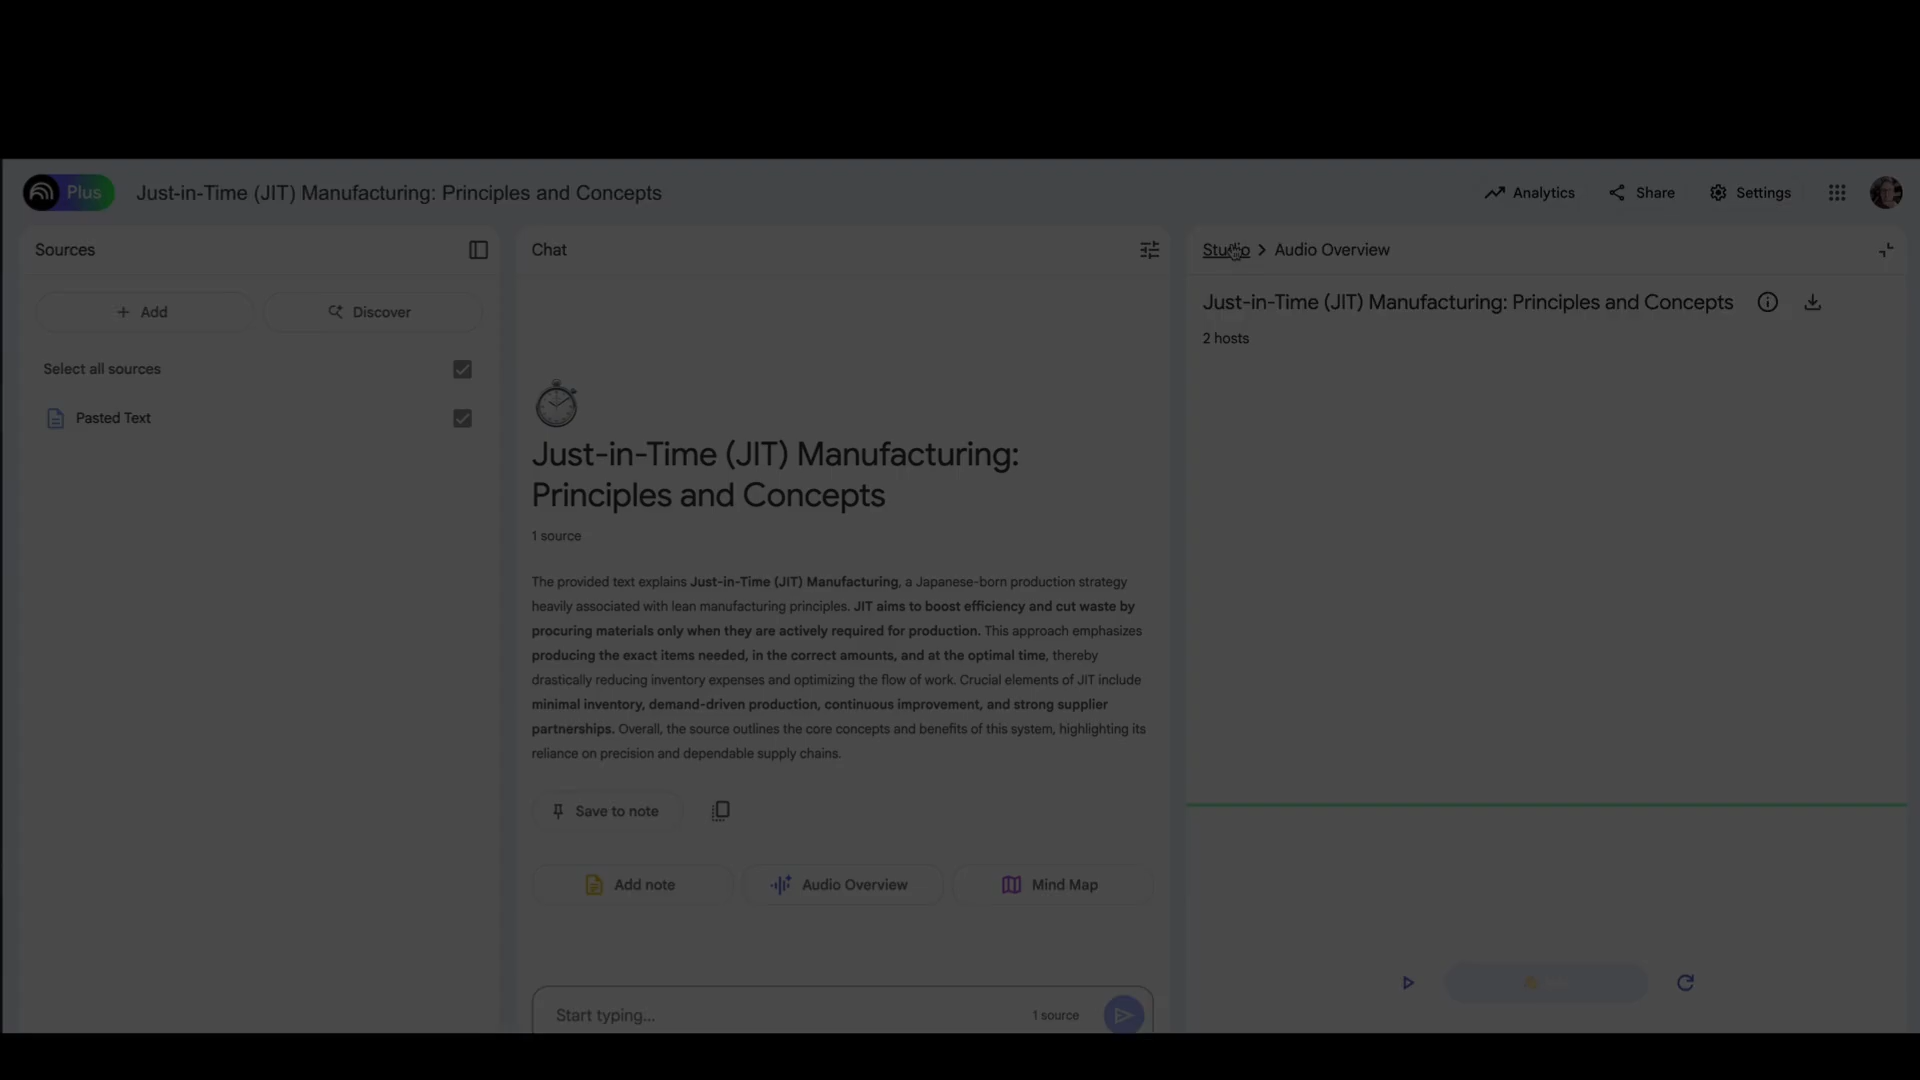 Plus
Just-in-Time (JIT) Manufacturing: Principles and Concepts
Analytics
Share
Settings
Sources
Add
Discover
Select all sources
Pasted Text
Chat
Just-in-Time (JIT) Manufacturing:
Principles and Concepts
1 source
The provided text explains Just-in-Time (JIT) Manufacturing, a Japanese-born production strategy
heavily associated with lean manufacturing principles. JIT aims to boost efficiency and cut waste by
procuring materials only when they are actively required for production. This approach emphasizes
producing the exact items needed, in the correct amounts, and at the optimal time, thereby
drastically reducing inventory expenses and optimizing the flow of work. Crucial elements of JIT include
minimal inventory, demand-driven production, continuous improvement, and strong supplier
partnerships. Overall, the source outlines the core concepts and benefits of this system, highlighting its
reliance on precision and dependable supply chains.
Save to note
Add note
Audio Overview
Mind Map
Start typing...
1 source
Studio > Audio Overview
Just-in-Time (JIT) Manufacturing: Principles and Concepts
2 hosts